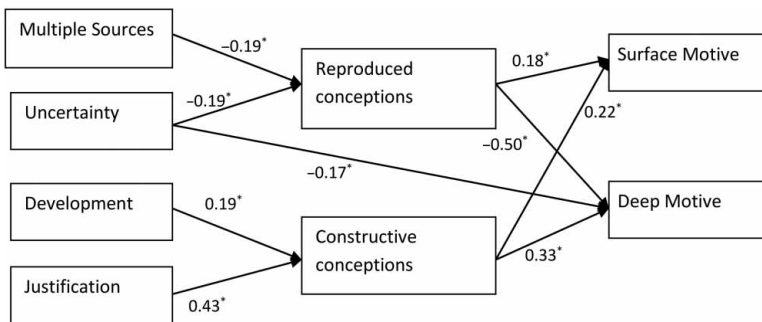 Multiple Sources
−0.19*
Reproduced
conceptions
0.18*
Surface Motive
Uncertainty
−0.19*
0.22*
−0.50*
−0.17*
Development
0.19*
Constructive
conceptions
Deep Motive
0.33*
Justification
0.43*